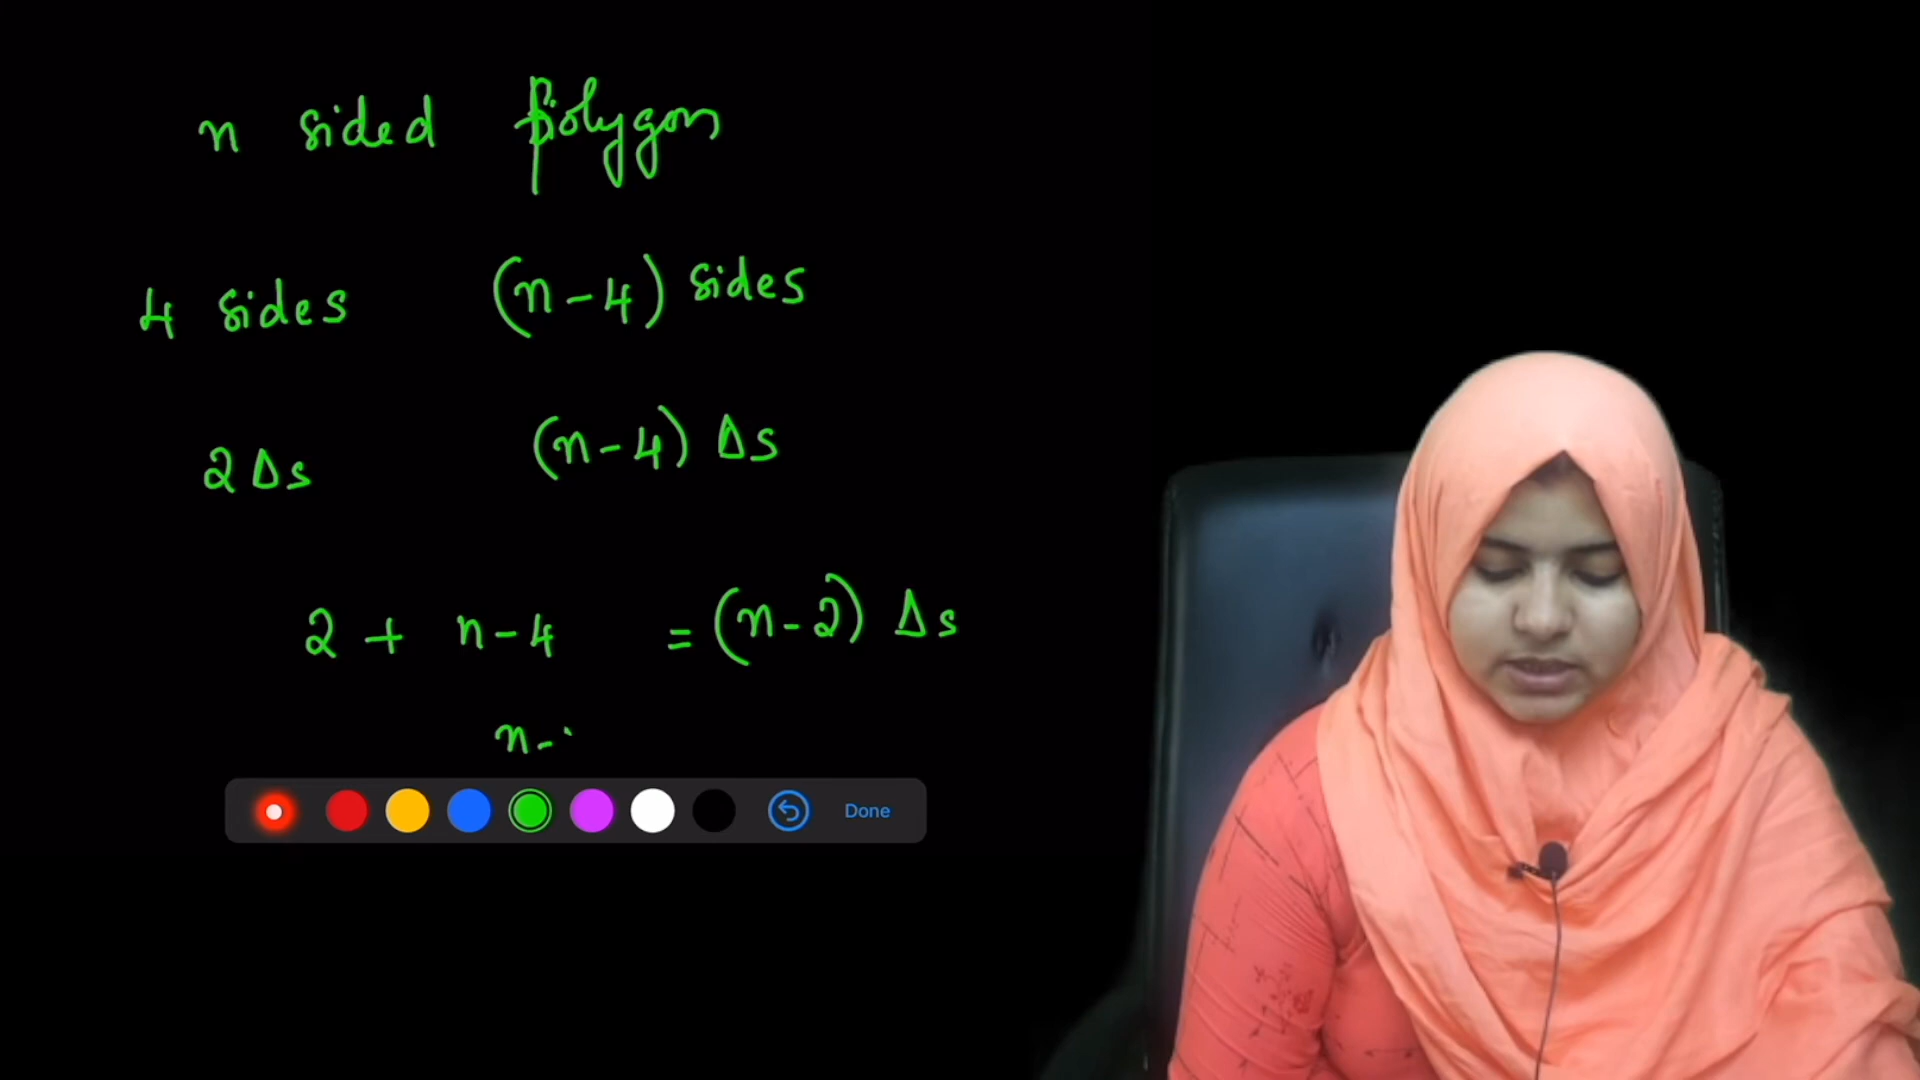 n sided polygon
4 sides (n-4) sides
2 Δs (n-4) Δs
2 + n-4 = (n-2) Δs
n-
Done